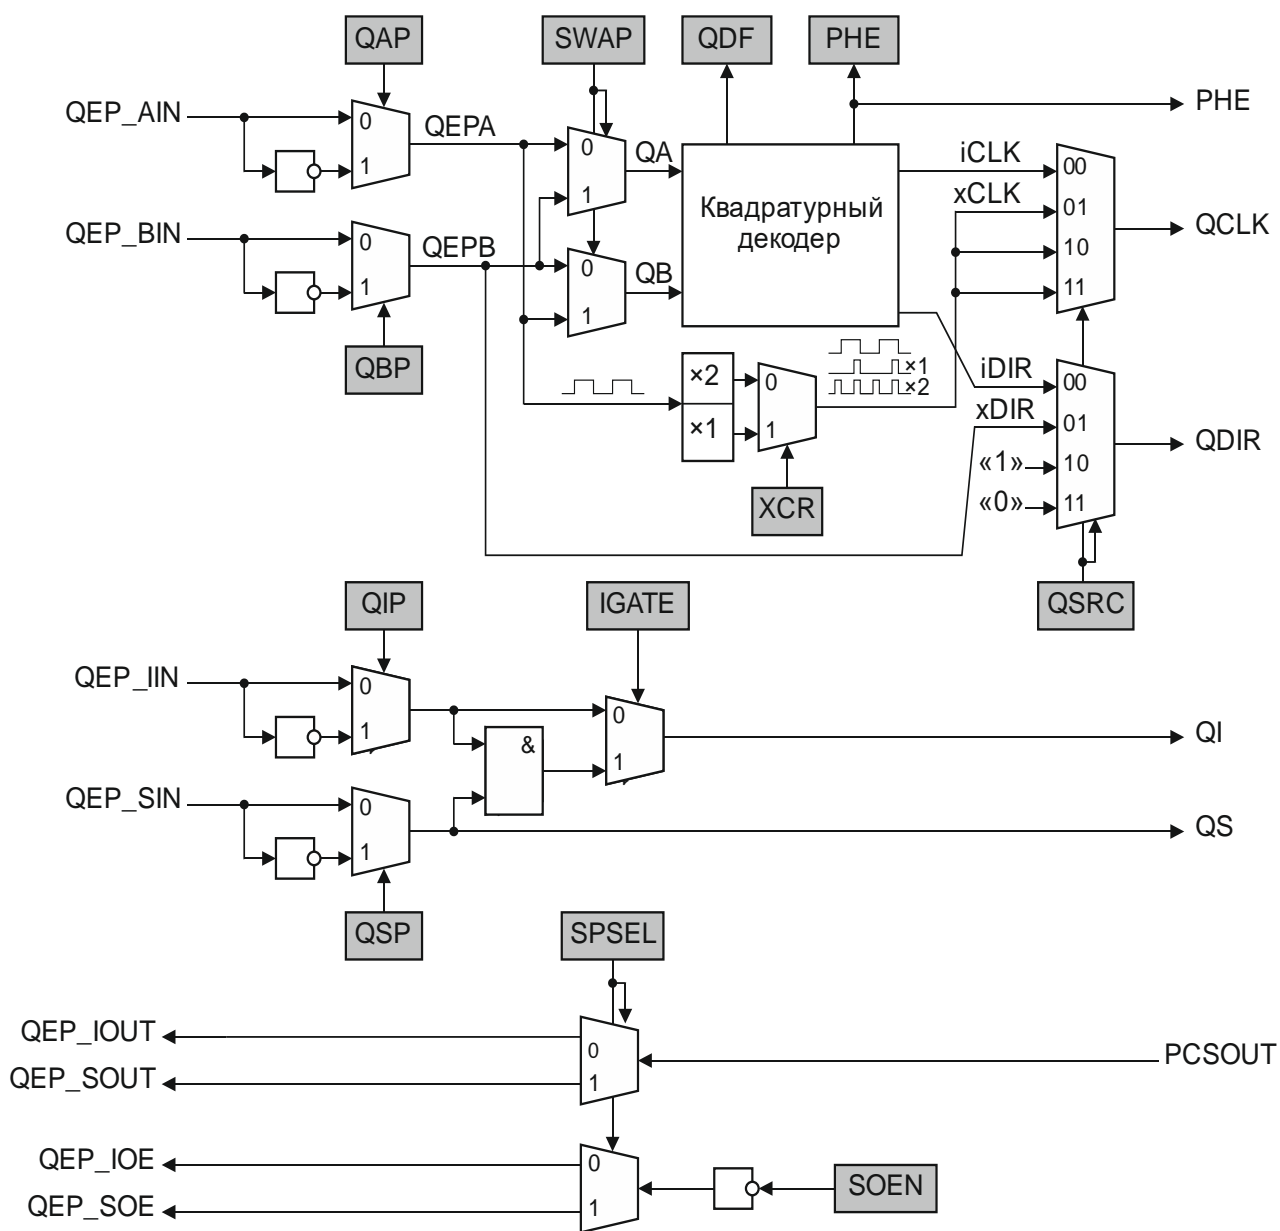 QAP
SWAP
QDF
PHE
QEP_AIN
0
1
QEPA
0
1
QA
PHE
iCLK
00
xCLK
01
10
11
QCLK
Квадратурный
декодер
QEP_BIN
0
1
QEPB
0
1
QB
QBP
×2
×1
0
1
×1
×2
XCR
iDIR
00
xDIR
01
«1»
10
«0»
11
QDIR
QSRC
QIP
IGATE
QEP_IIN
0
1
&
0
1
QI
QEP_SIN
0
1
QS
QSP
SPSEL
QEP_IOUT
0
PCSOUT
QEP_SOUT
1
QEP_IOE
0
QEP_SOE
1
SOEN